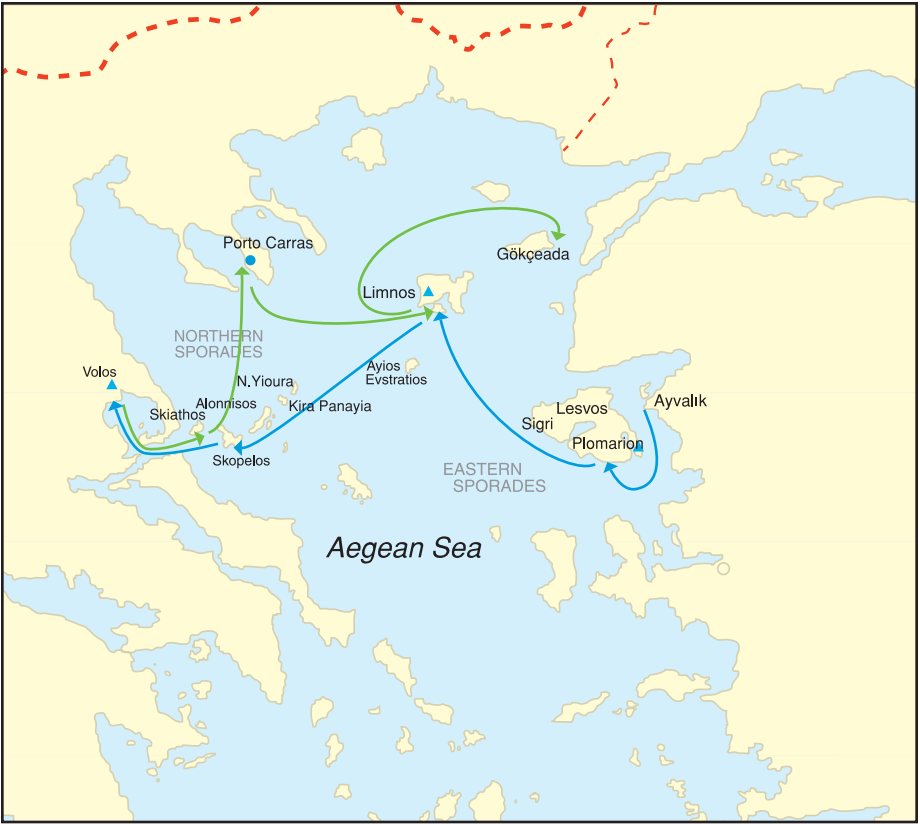 Porto Carras
Gökçeada
Limnos
NORTHERN
SPORADES
Volos
Ayios
Evstratios
N.Yioura
Alonnisos
Kira Panayia
Skiathos
Skopelos
Lesvos
Ayvalık
Sigri
Plomarion
EASTERN
SPORADES
Aegean Sea